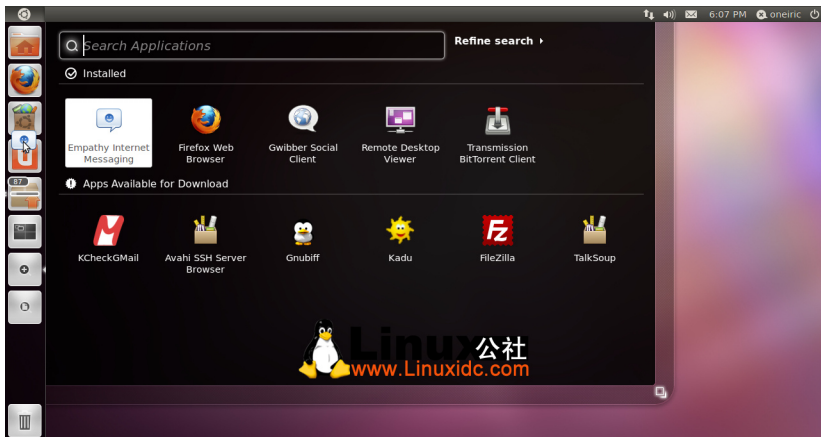 6:07 PM oneiric
Search Applications
Refine search
Installed
Empathy Internet
Messaging
Firefox Web
Browser
Gwibber Social
Client
Remote Desktop
Viewer
Transmission
BitTorrent Client
87
Apps Available for Download
KCheckGMail
Avahi SSH Server
Browser
Gnubiff
Kadu
FileZilla
TalkSoup
Fz
Linux公社
www.Linuxidc.com